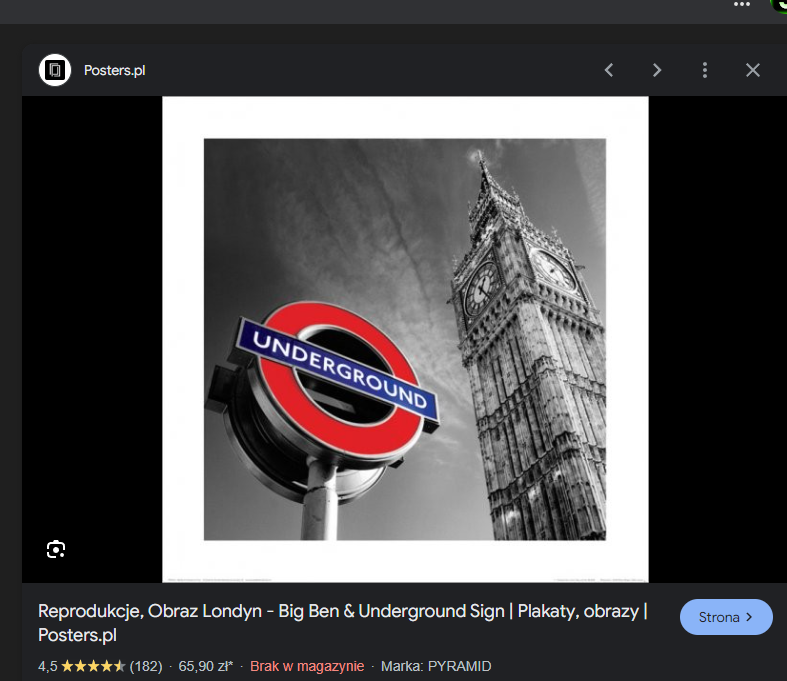 Posters.pl
UNDERGROUND
Reprodukcje, Obraz Londyn - Big Ben & Underground Sign | Plakaty, obrazy |
Posters.pl
Strona
4,5 (182) · 65,90 zł* · Brak w magazynie · Marka: PYRAMID